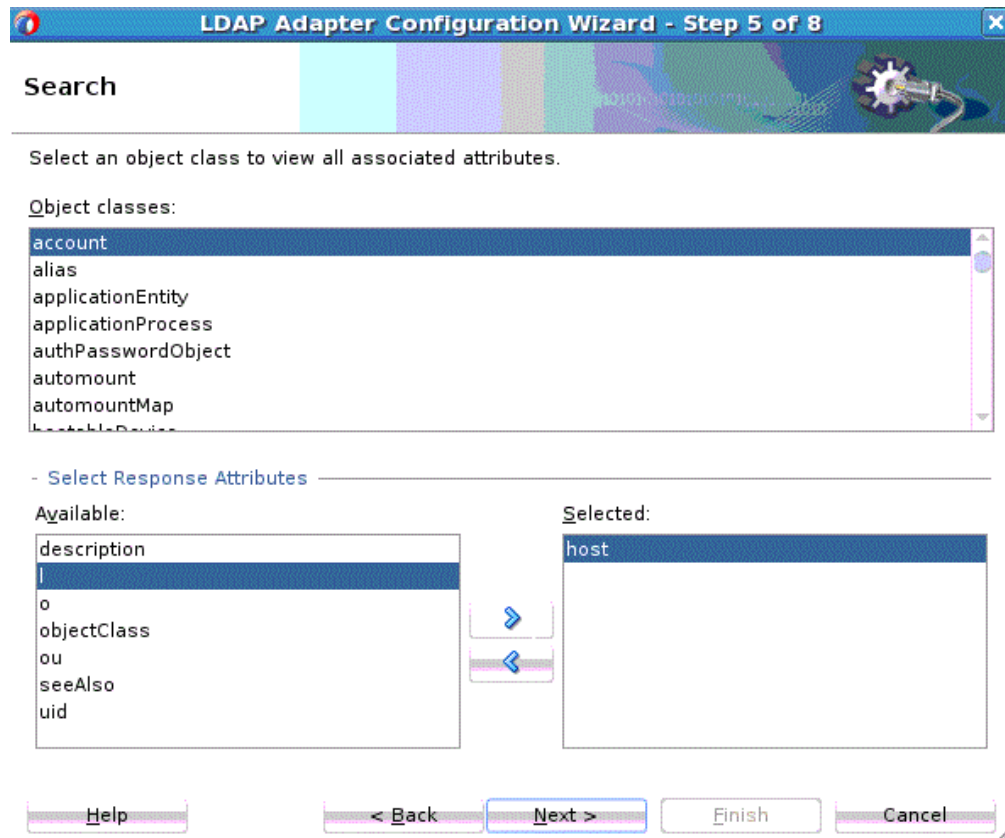 LDAP Adapter Configuration Wizard - Step 5 of 8
Search
Select an object class to view all associated attributes.
Object classes:
account
alias
applicationEntity
applicationProcess
authPasswordObject
automount
automountMap
Select Response Attributes
Available:
Selected:
description
l
o
objectClass
ou
seeAlso
uid
host
Help
< Back
Next >
Finish
Cancel